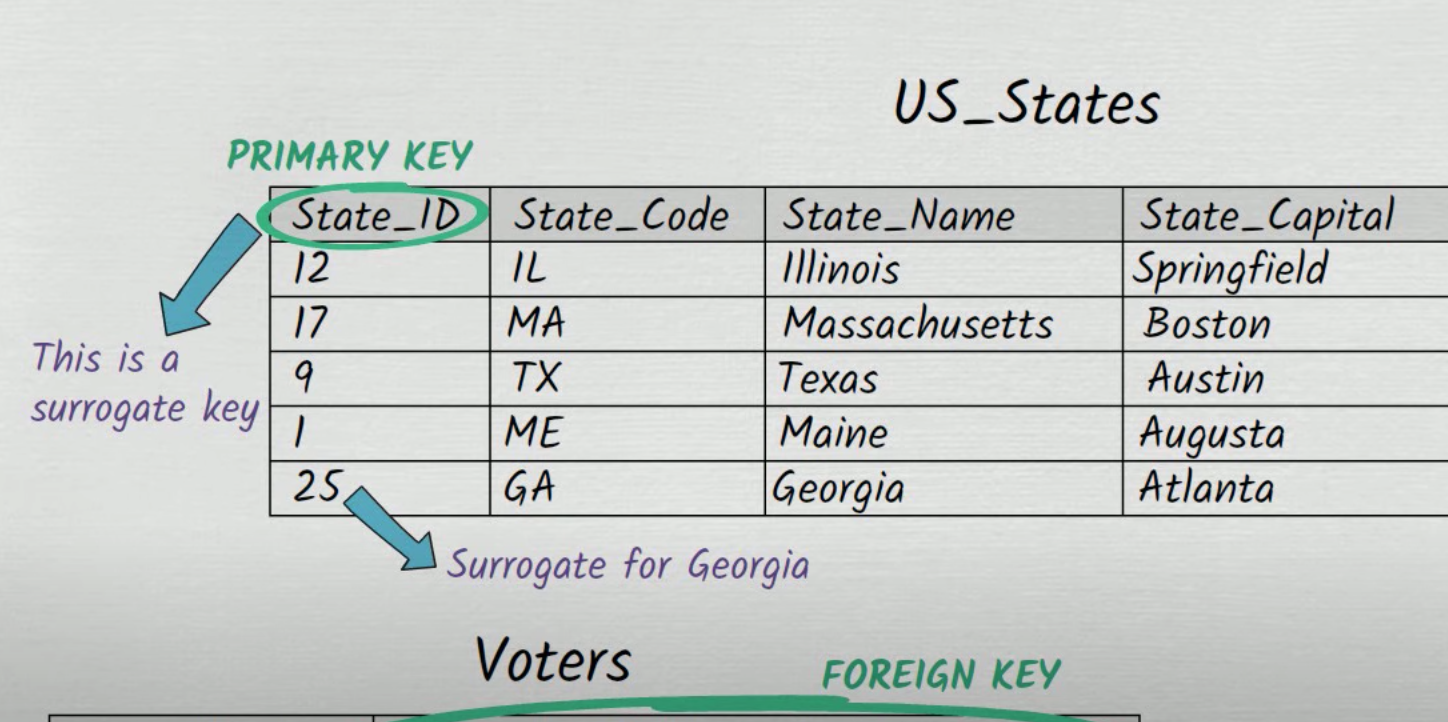 US_States
PRIMARY KEY
State_ID State_Code State_Name State_Capital
12 IL Illinois Springfield
17 MA Massachusetts Boston
9 TX Texas Austin
1 ME Maine Augusta
25 GA Georgia Atlanta
This is a
surrogate key
Surrogate for Georgia
Voters
FOREIGN KEY